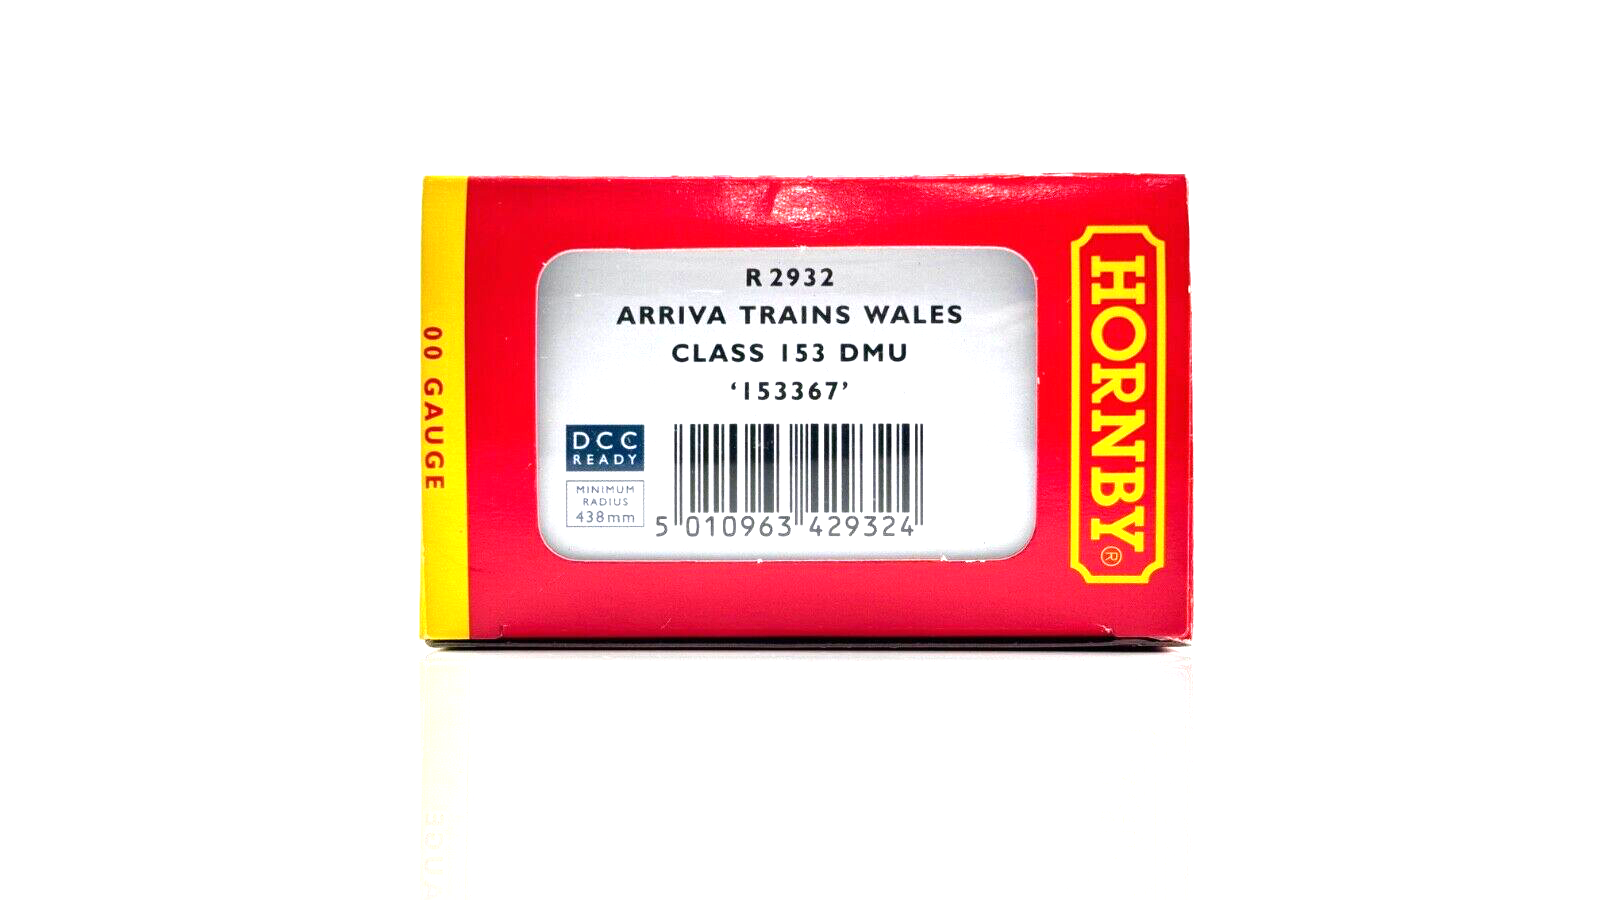 R 2932
ARRIVA TRAINS WALES
CLASS 153 DMU
‘153367’
DCC
READY
MINIMUM
RADIUS
438mm
5 010963 429324
00 GAUGE
HORNBY®